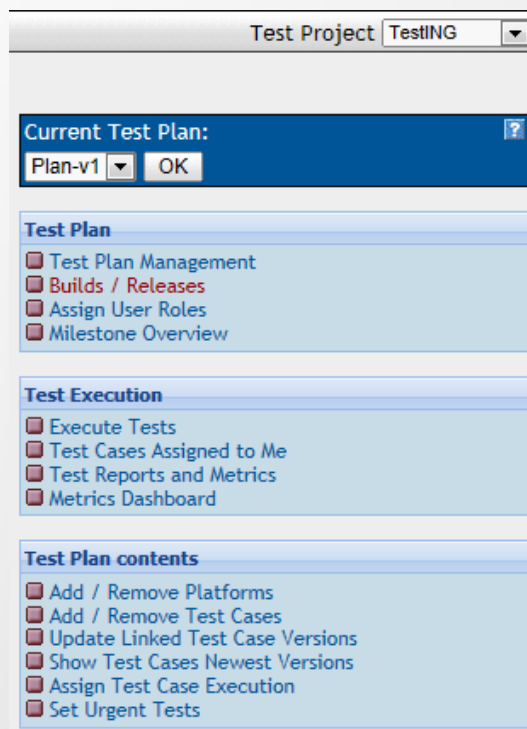 Test Project TestING
Current Test Plan: ?
Plan-v1 OK
Test Plan
Test Plan Management
Builds / Releases
Assign User Roles
Milestone Overview
Test Execution
Execute Tests
Test Cases Assigned to Me
Test Reports and Metrics
Metrics Dashboard
Test Plan contents
Add / Remove Platforms
Add / Remove Test Cases
Update Linked Test Case Versions
Show Test Cases Newest Versions
Assign Test Case Execution
Set Urgent Tests